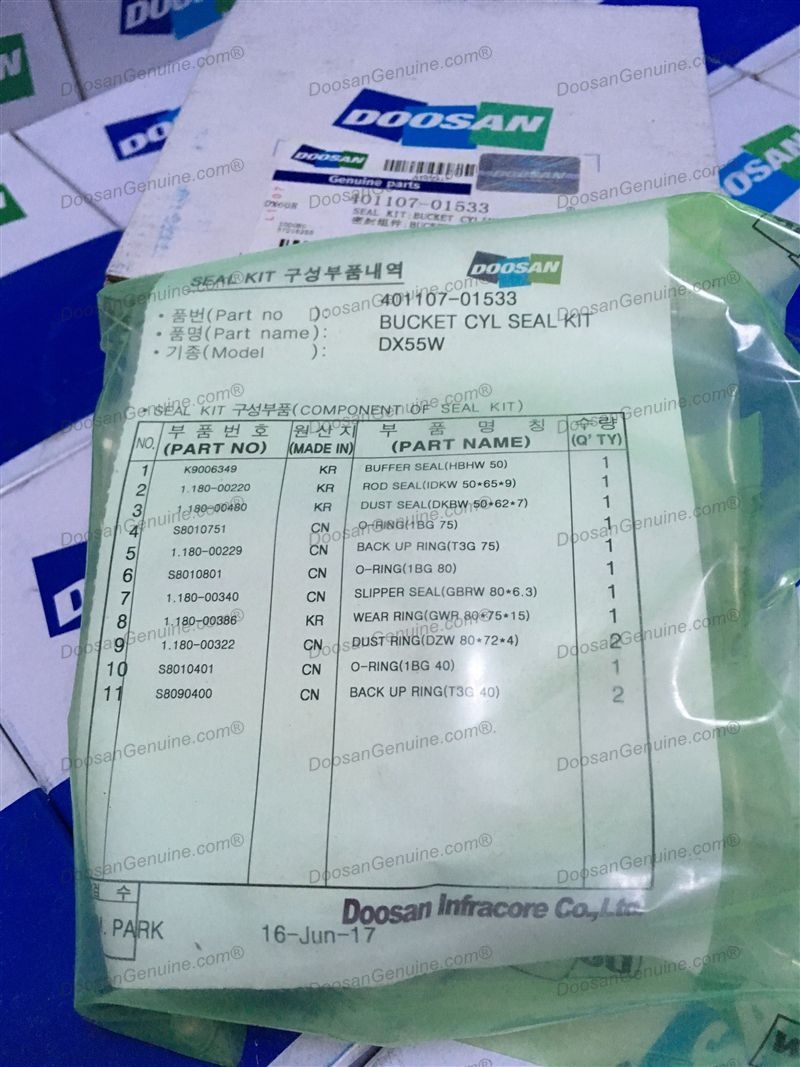 DOOSAN
DOOSAN
DOOSAN
Genuine parts
401107-01533
SEAL KIT;BUCKET CYL
SEAL KIT 구성부품내역
DOOSAN
• 품번(Part no ): 401107-01533
• 품명(Part name): BUCKET CYL SEAL KIT
• 기종(Model ): DX55W
• SEAL KIT 구성부품(COMPONENT OF SEAL KIT)
NO. 부 품 번 호 (PART NO) 원 산 지 (MADE IN) 부 품 명 칭 (PART NAME) 수 량 (Q' TY)
1 K9006349 KR BUFFER SEAL(HBHW 50) 1
2 1.180-00220 KR ROD SEAL(IDKW 50*65*9) 1
3 1.180-00480 KR DUST SEAL(DKBW 50*62*7) 1
4 S8010751 CN O-RING(1BG 75) 1
5 1.180-00229 CN BACK UP RING(T3G 75) 1
6 S8010801 CN O-RING(1BG 80) 1
7 1.180-00340 CN SLIPPER SEAL(GBRW 80*6.3) 1
8 1.180-00386 KR WEAR RING(GWR 80*75*15) 1
9 1.180-00322 CN DUST RING(DZW 80*72*4) 2
10 S8010401 CN O-RING(1BG 40) 1
11 S8090400 CN BACK UP RING(T3G 40) 2
수
PARK
16-Jun-17
Doosan Infracore Co.,Ltd.
DoosanGenuine.com®